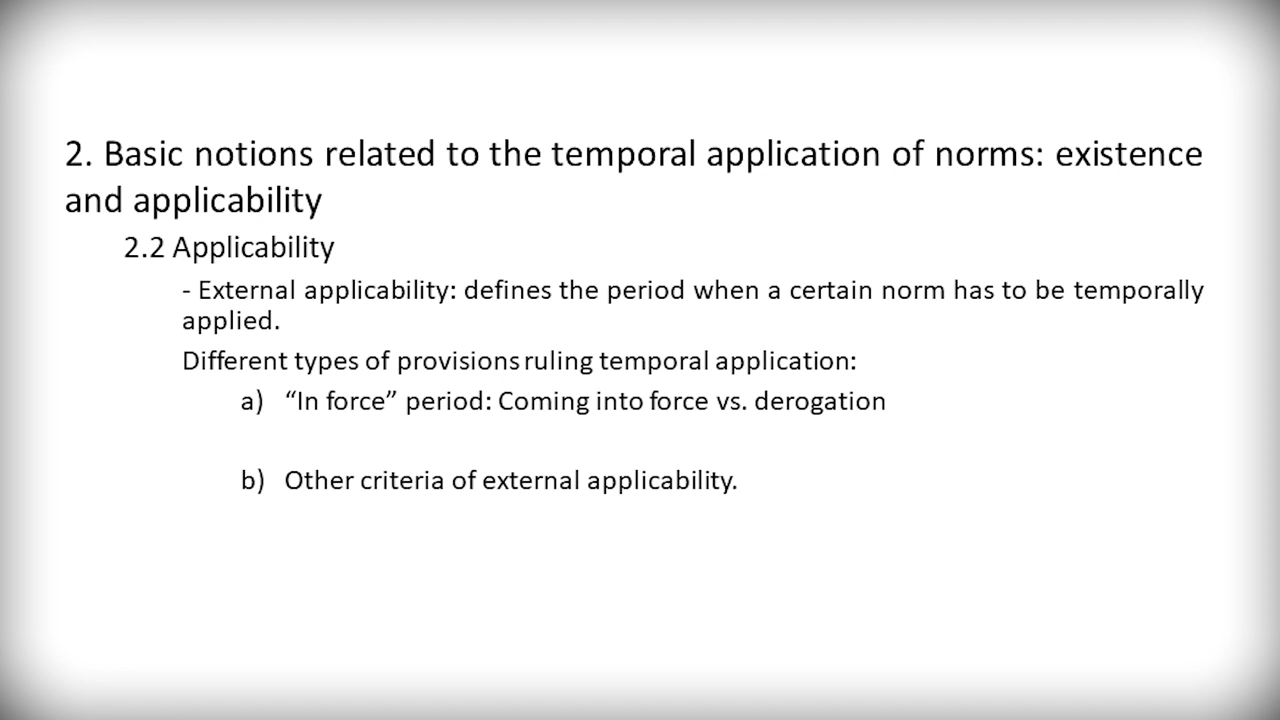 2. Basic notions related to the temporal application of norms: existence
and applicability
2.2 Applicability
- External applicability: defines the period when a certain norm has to be temporally
applied.
Different types of provisions ruling temporal application:
a) “In force” period: Coming into force vs. derogation
b) Other criteria of external applicability.